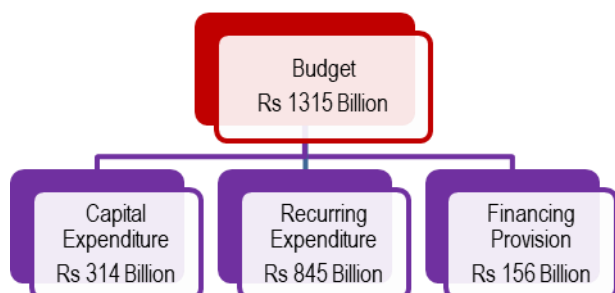 Budget
Rs 1315 Billion
Capital
Expenditure
Rs 314 Billion
Recurring
Expenditure
Rs 845 Billion
Financing
Provision
Rs 156 Billion